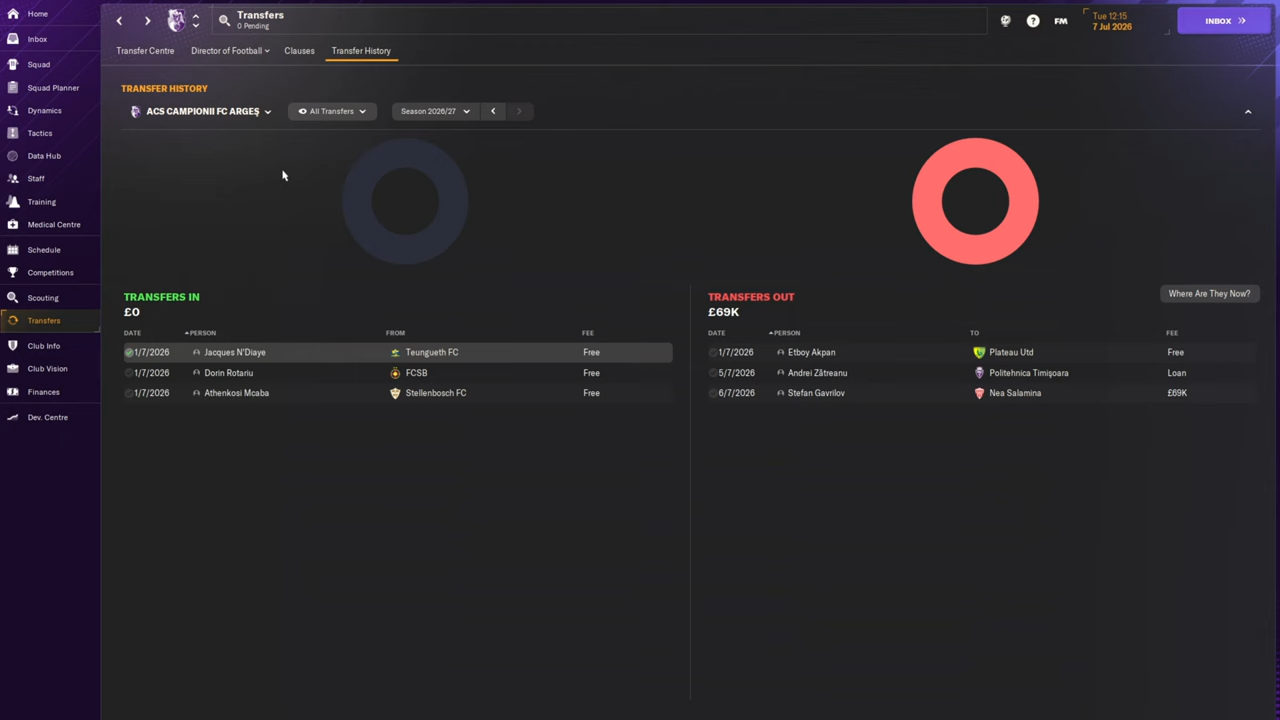 Home
Inbox
Squad
Squad Planner
Dynamics
Tactics
Data Hub
Staff
Training
Medical Centre
Schedule
Competitions
Scouting
Transfers
Club Info
Club Vision
Finances
Dev. Centre
Transfers
0 Pending
FM
Tue 12:15
7 Jul 2026
INBOX
Transfer Centre Director of Football Clauses Transfer History
TRANSFER HISTORY
ACS CAMPIONII FC ARGEȘ All Transfers Season 2026/27
TRANSFERS IN
£0
DATE PERSON FROM FEE
1/7/2026 Jacques N'Diaye Teungueth FC Free
1/7/2026 Dorin Rotariu FCSB Free
1/7/2026 Athenkosi Mcaba Stellenbosch FC Free
TRANSFERS OUT
£69K
Where Are They Now?
DATE PERSON TO FEE
1/7/2026 Etboy Akpan Plateau Utd Free
5/7/2026 Andrei Zătreanu Politehnica Timişoara Loan
6/7/2026 Stefan Gavrilov Nea Salamina £69K